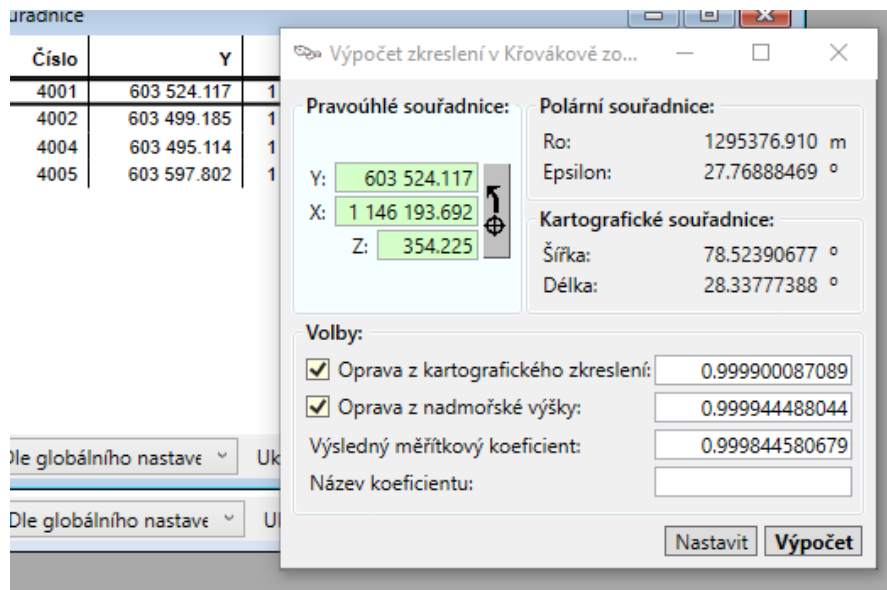 uradnice
Číslo Y
4001 603 524.117 1
4002 603 499.185 1
4004 603 495.114 1
4005 603 597.802 1
Výpočet zkreslení v Křovákově zo...
Pravoúhlé souřadnice:
Y: 603 524.117
X: 1 146 193.692
Z: 354.225
Polární souřadnice:
Ro: 1295376.910 m
Epsilon: 27.76888469 º
Kartografické souřadnice:
Šířka: 78.52390677 º
Délka: 28.33777388 º
Volby:
Oprava z kartografického zkreslení: 0.999900087089
Oprava z nadmořské výšky: 0.999944488044
Výsledný měřítkový koeficient: 0.999844580679
Název koeficientu:
Nastavit Výpočet
Dle globálního nastave Uk
Dle globálního nastave Ul